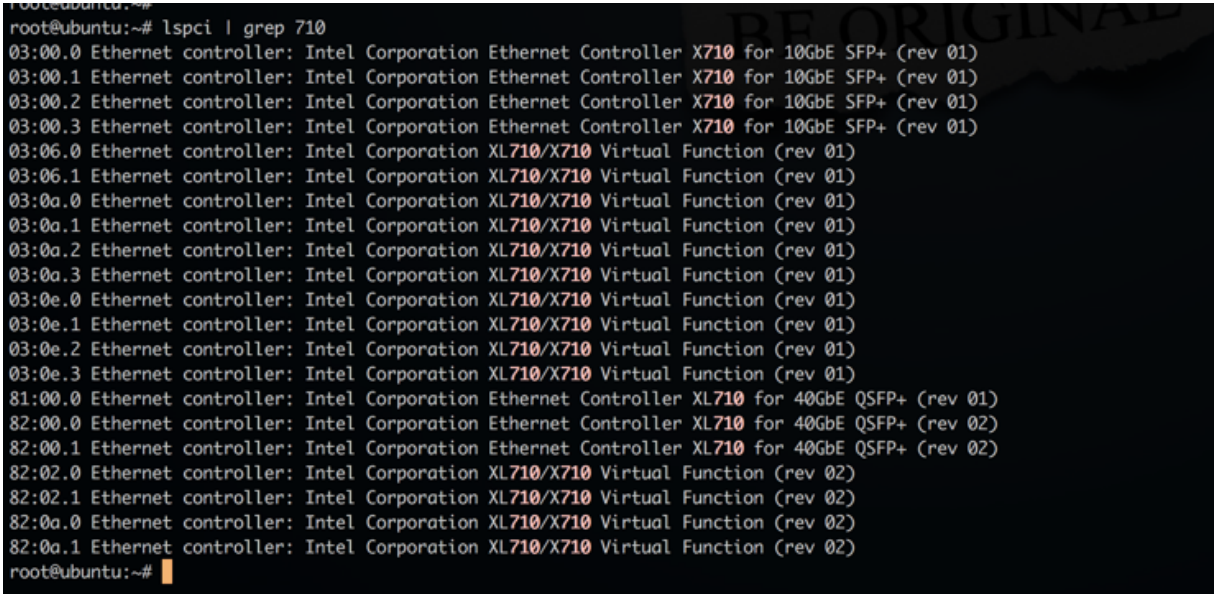 root@ubuntu:~#
BE ORIGINAL
root@ubuntu:~# lspci | grep 710
03:00.0 Ethernet controller: Intel Corporation Ethernet Controller X710 for 10GbE SFP+ (rev 01)
03:00.1 Ethernet controller: Intel Corporation Ethernet Controller X710 for 10GbE SFP+ (rev 01)
03:00.2 Ethernet controller: Intel Corporation Ethernet Controller X710 for 10GbE SFP+ (rev 01)
03:00.3 Ethernet controller: Intel Corporation Ethernet Controller X710 for 10GbE SFP+ (rev 01)
03:06.0 Ethernet controller: Intel Corporation XL710/X710 Virtual Function (rev 01)
03:06.1 Ethernet controller: Intel Corporation XL710/X710 Virtual Function (rev 01)
03:0a.0 Ethernet controller: Intel Corporation XL710/X710 Virtual Function (rev 01)
03:0a.1 Ethernet controller: Intel Corporation XL710/X710 Virtual Function (rev 01)
03:0a.2 Ethernet controller: Intel Corporation XL710/X710 Virtual Function (rev 01)
03:0a.3 Ethernet controller: Intel Corporation XL710/X710 Virtual Function (rev 01)
03:0e.0 Ethernet controller: Intel Corporation XL710/X710 Virtual Function (rev 01)
03:0e.1 Ethernet controller: Intel Corporation XL710/X710 Virtual Function (rev 01)
03:0e.2 Ethernet controller: Intel Corporation XL710/X710 Virtual Function (rev 01)
03:0e.3 Ethernet controller: Intel Corporation XL710/X710 Virtual Function (rev 01)
81:00.0 Ethernet controller: Intel Corporation Ethernet Controller XL710 for 40GbE QSFP+ (rev 01)
82:00.0 Ethernet controller: Intel Corporation Ethernet Controller XL710 for 40GbE QSFP+ (rev 02)
82:00.1 Ethernet controller: Intel Corporation Ethernet Controller XL710 for 40GbE QSFP+ (rev 02)
82:02.0 Ethernet controller: Intel Corporation XL710/X710 Virtual Function (rev 02)
82:02.1 Ethernet controller: Intel Corporation XL710/X710 Virtual Function (rev 02)
82:0a.0 Ethernet controller: Intel Corporation XL710/X710 Virtual Function (rev 02)
82:0a.1 Ethernet controller: Intel Corporation XL710/X710 Virtual Function (rev 02)
root@ubuntu:~#